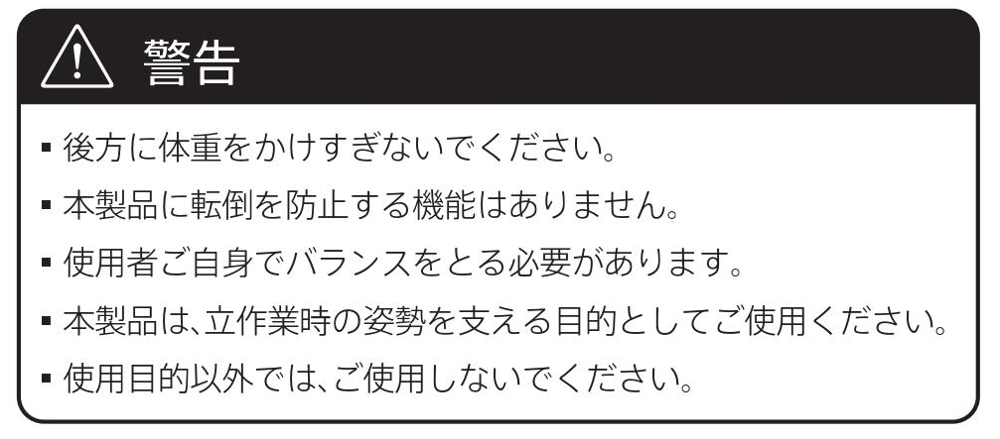 警告
▪ 後方に体重をかけすぎないでください。
▪ 本製品に転倒を防止する機能はありません。
▪ 使用者ご自身でバランスをとる必要があります。
▪ 本製品は、立作業時の姿勢を支える目的としてご使用ください。
▪ 使用目的以外では、ご使用しないでください。